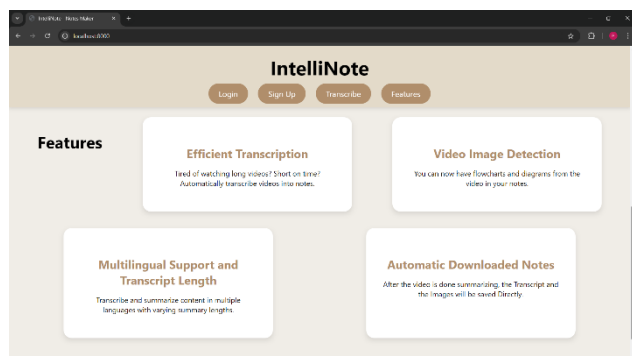 IntelliNote - Notes Maker
localhost:8000
IntelliNote
Login
Sign Up
Transcribe
Features
Features
Efficient Transcription
Tired of watching long videos? Short on time?
Automatically transcribe videos into notes.
Video Image Detection
You can now have flowcharts and diagrams from the
video in your notes.
Multilingual Support and
Transcript Length
Transcribe and summarize content in multiple
languages with varying summary lengths.
Automatic Downloaded Notes
After the video is done summarizing, the Transcript and
the Images will be saved Directly.